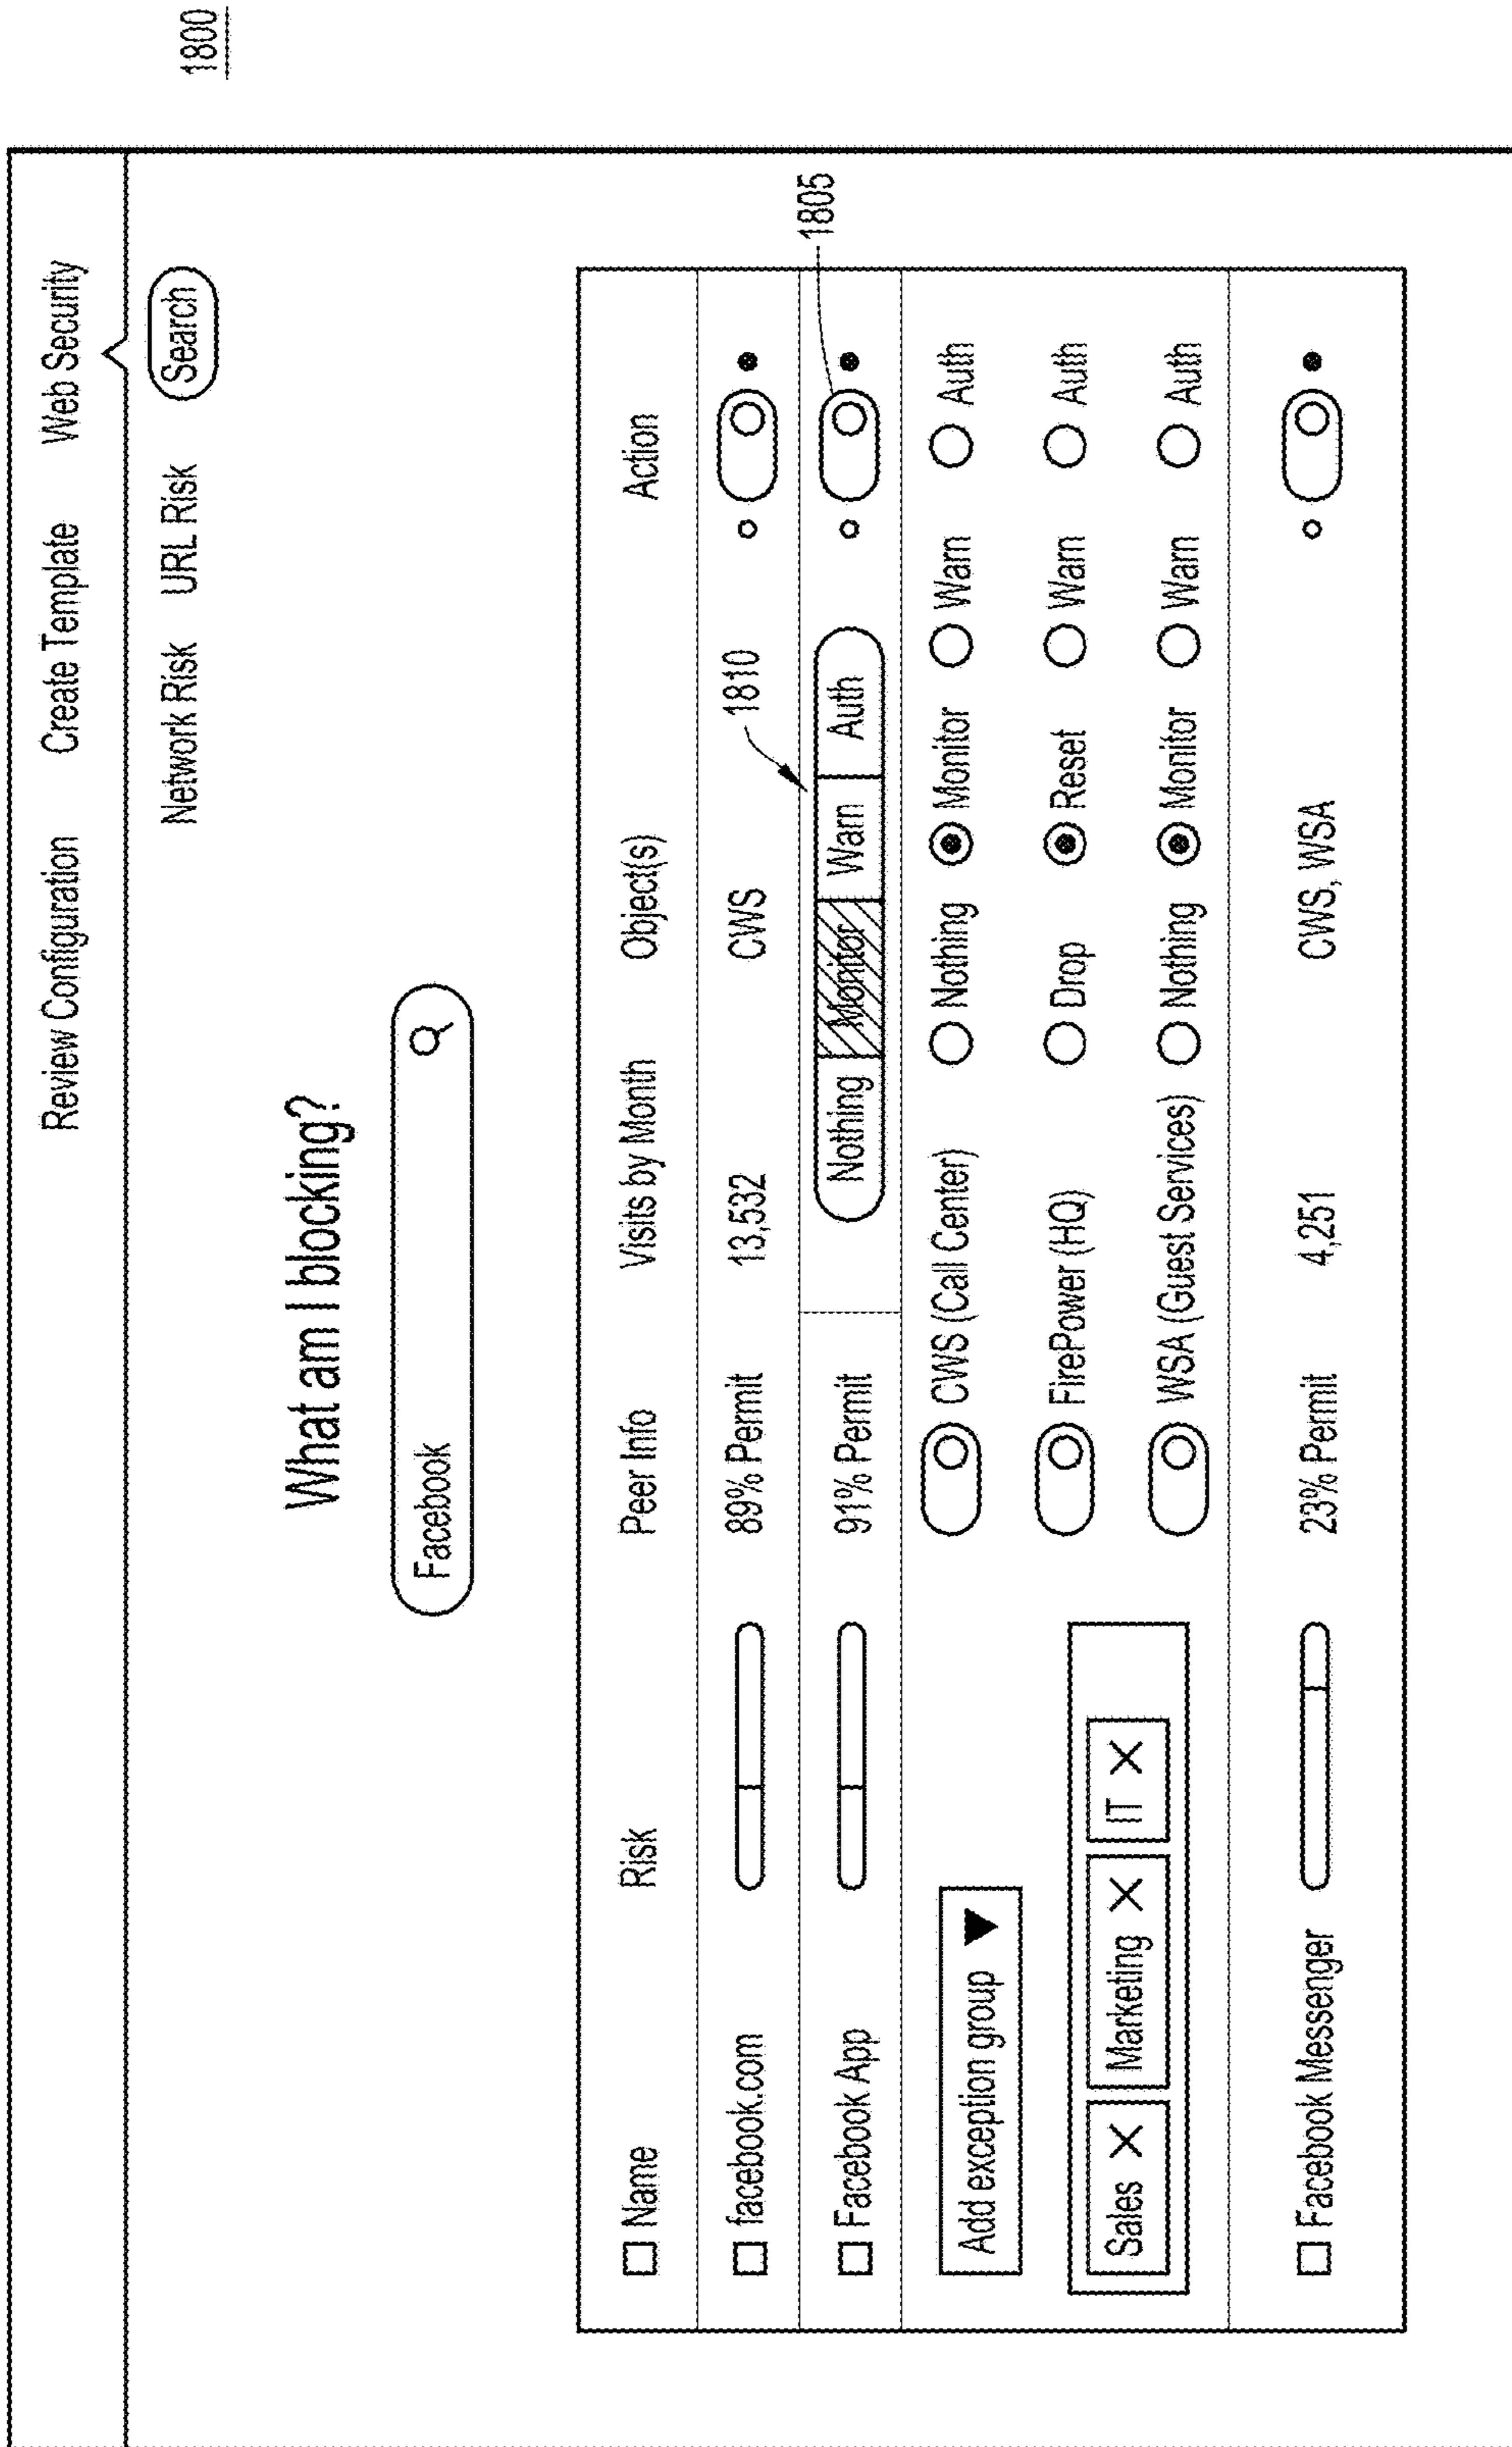 1800
Review Configuration Create Template Web Security
Network Risk URL Risk Search
What am I blocking?
Facebook
Name Risk Peer Info Visits by Month Object(s) Action
facebook.com 89% Permit 13,532 CWS
1810
1805
Facebook App 91% Permit Nothing Monitor Warn Auth
Add exception group
CWS (Call Center) Nothing Monitor Warn Auth
Sales X Marketing X IT X
FirePower (HQ) Drop Reset Warn Auth
WSA (Guest Services) Nothing Monitor Warn Auth
Facebook Messenger 23% Permit 4,251 CWS, WSA